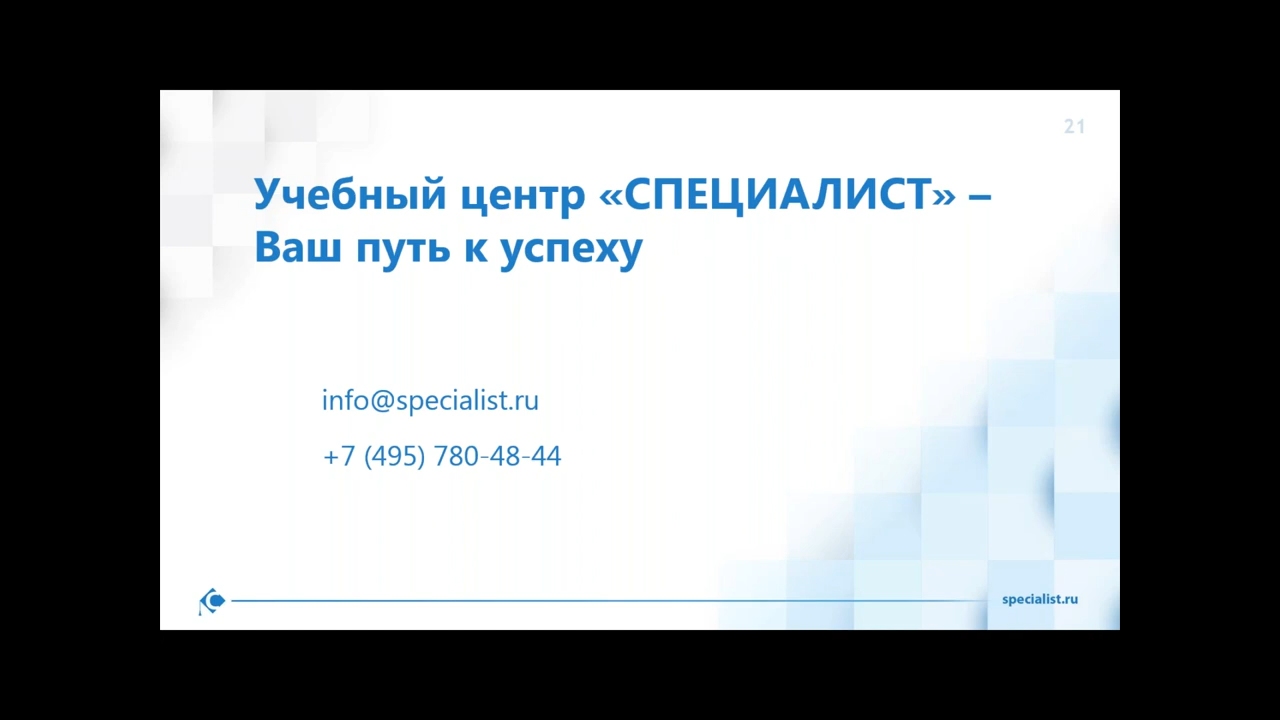 21
Учебный центр «СПЕЦИАЛИСТ» –
Ваш путь к успеху
info@specialist.ru
+7 (495) 780-48-44
specialist.ru